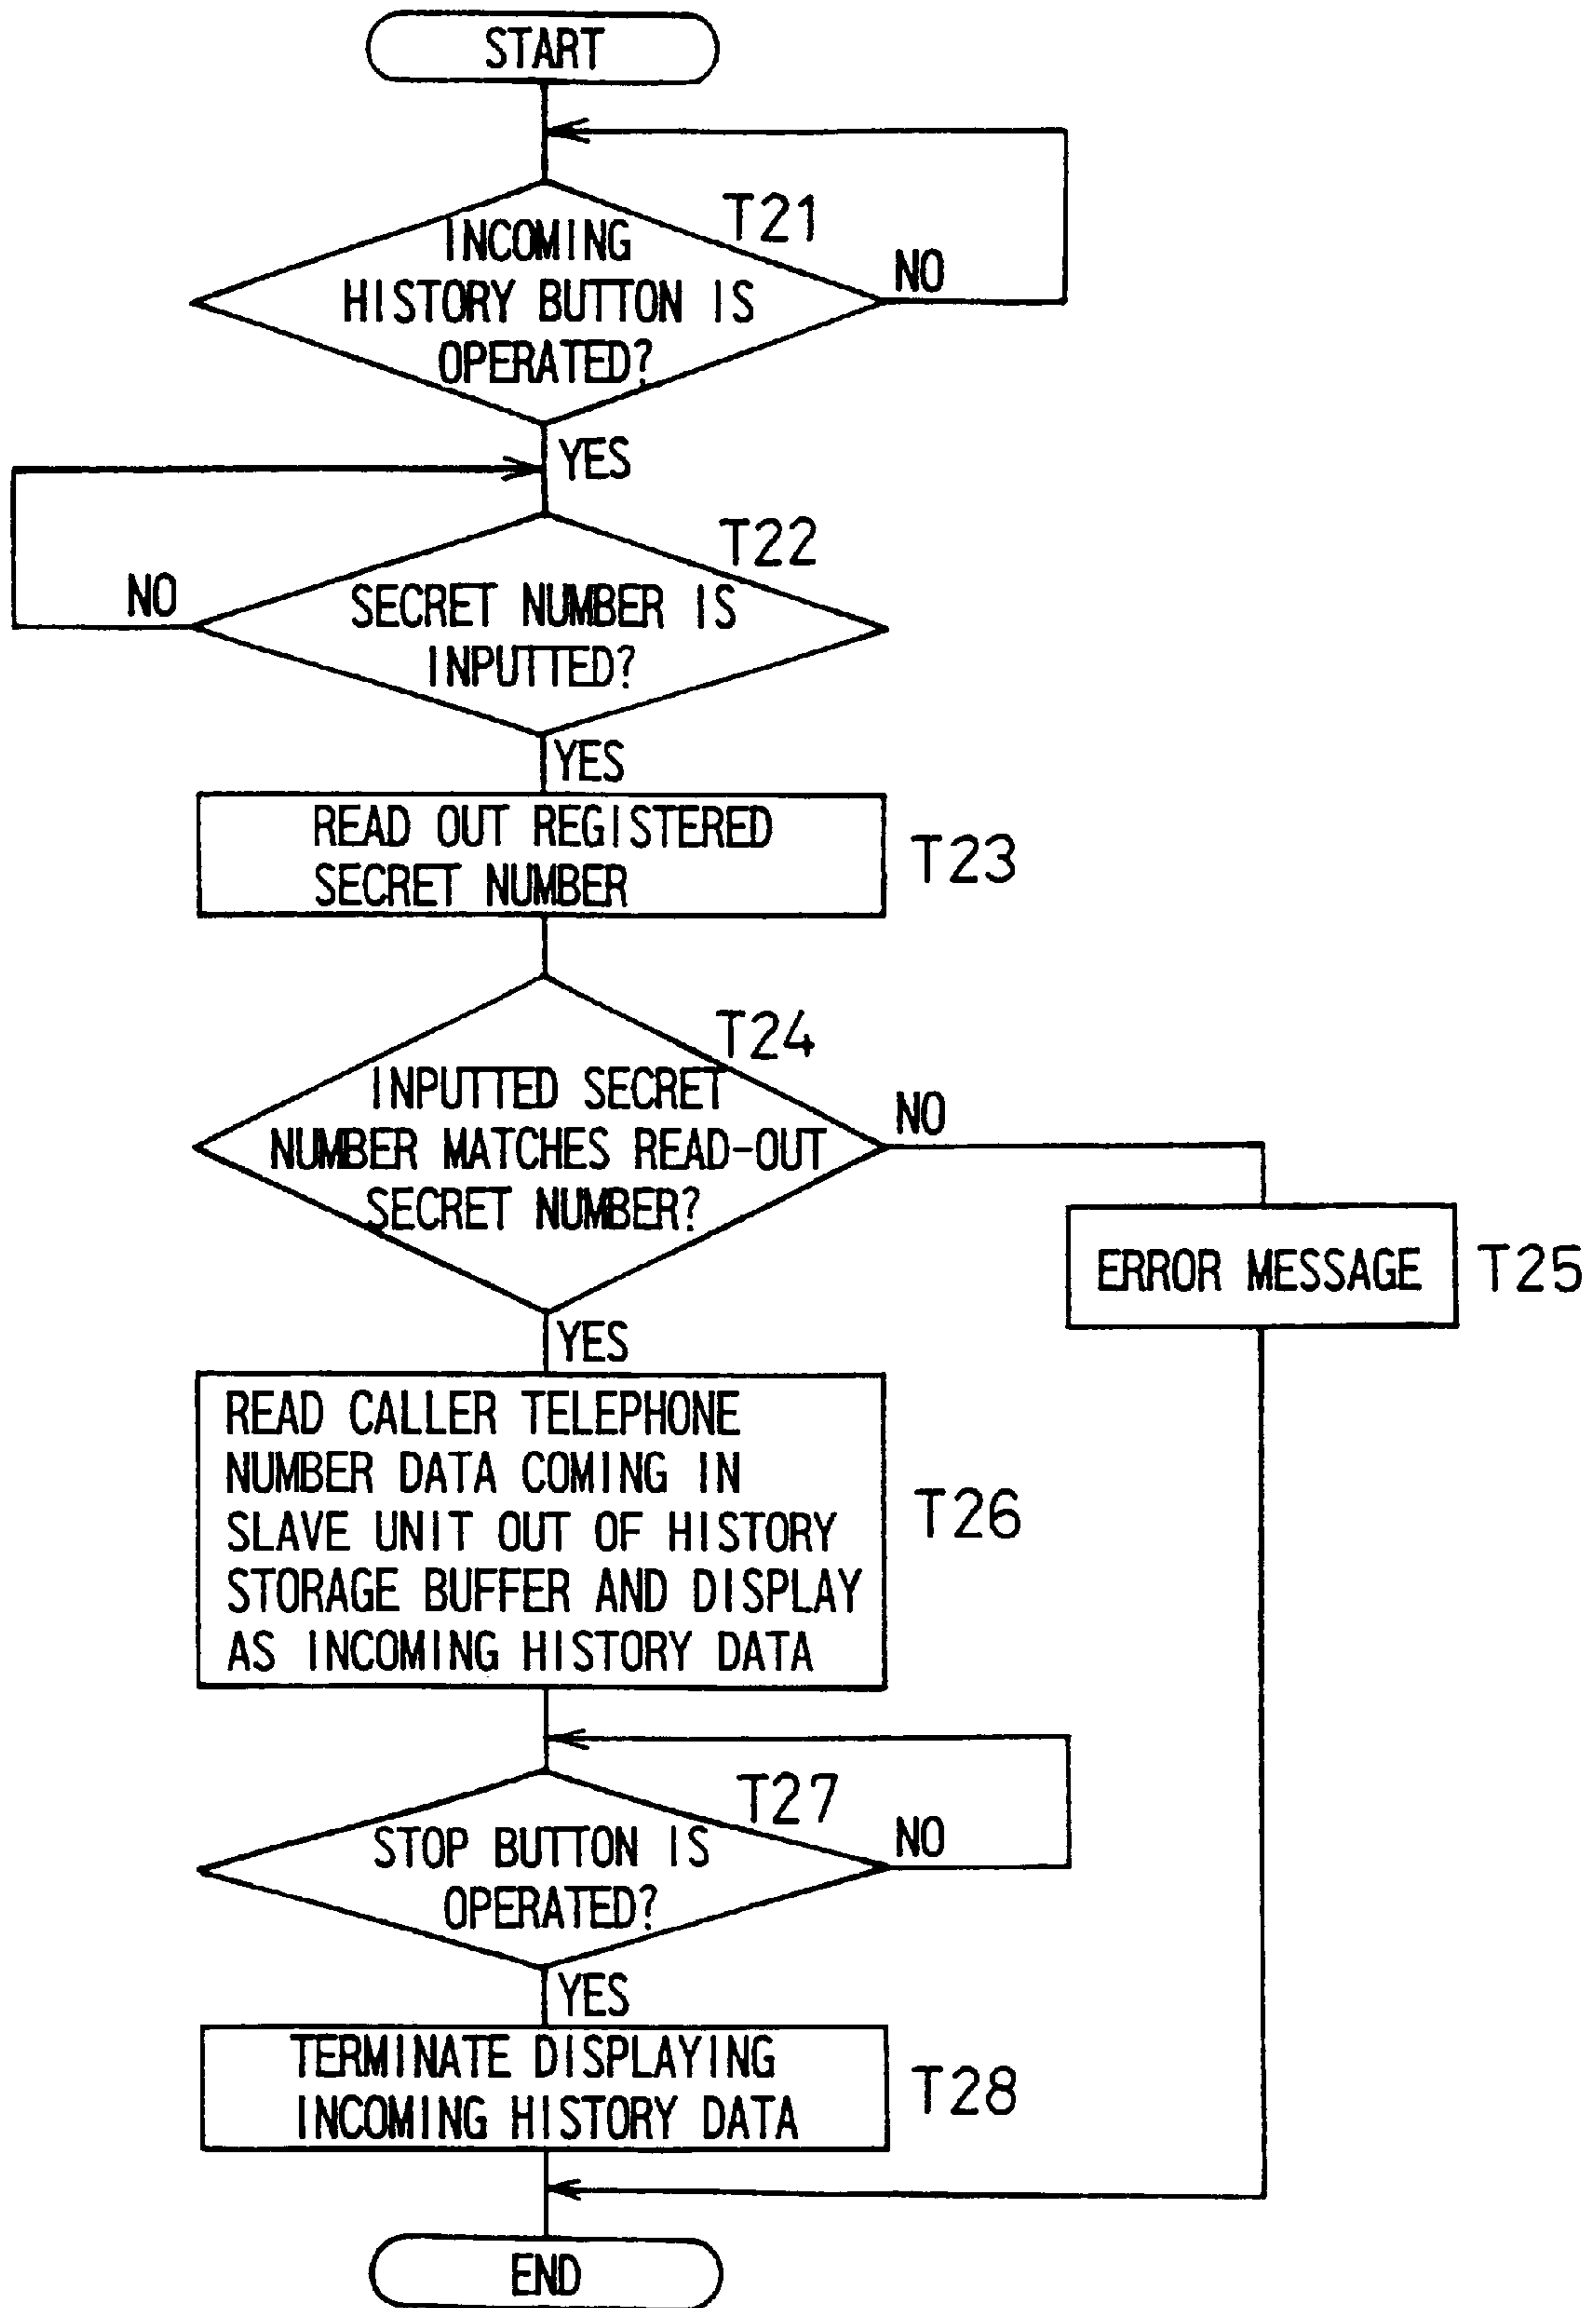 START
T21
INCOMING
HISTORY BUTTON IS
OPERATED?
NO
YES
T22
NO
SECRET NUMBER IS
INPUTTED?
YES
READ OUT REGISTERED
SECRET NUMBER
T23
T24
INPUTTED SECRET
NUMBER MATCHES READ-OUT
SECRET NUMBER?
NO
ERROR MESSAGE
T25
YES
READ CALLER TELEPHONE
NUMBER DATA COMING IN
SLAVE UNIT OUT OF HISTORY
STORAGE BUFFER AND DISPLAY
AS INCOMING HISTORY DATA
T26
T27
STOP BUTTON IS
OPERATED?
NO
YES
TERMINATE DISPLAYING
INCOMING HISTORY DATA
T28
END